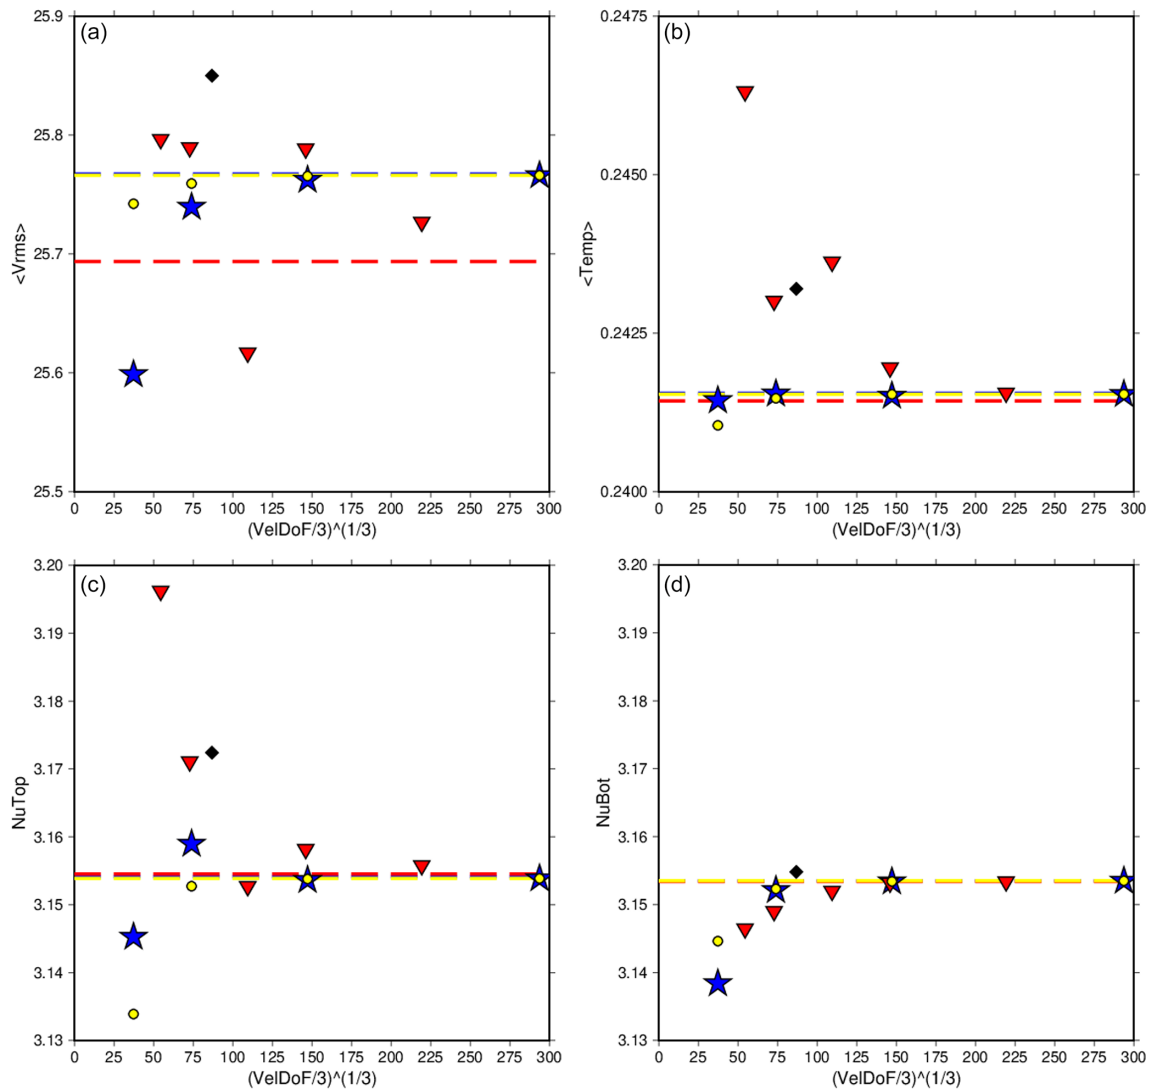 (a)
25.9
25.8
25.7
25.6
25.5
<Vrms>
0 25 50 75 100 125 150 175 200 225 250 275 300
(VelDoF/3)^(1/3)
(b)
0.2475
0.2450
0.2425
0.2400
<Temp>
0 25 50 75 100 125 150 175 200 225 250 275 300
(VelDoF/3)^(1/3)
(c)
3.20
3.19
3.18
3.17
3.16
3.15
3.14
3.13
NuTop
0 25 50 75 100 125 150 175 200 225 250 275 300
(VelDoF/3)^(1/3)
(d)
3.20
3.19
3.18
3.17
3.16
3.15
3.14
3.13
NuBot
0 25 50 75 100 125 150 175 200 225 250 275 300
(VelDoF/3)^(1/3)